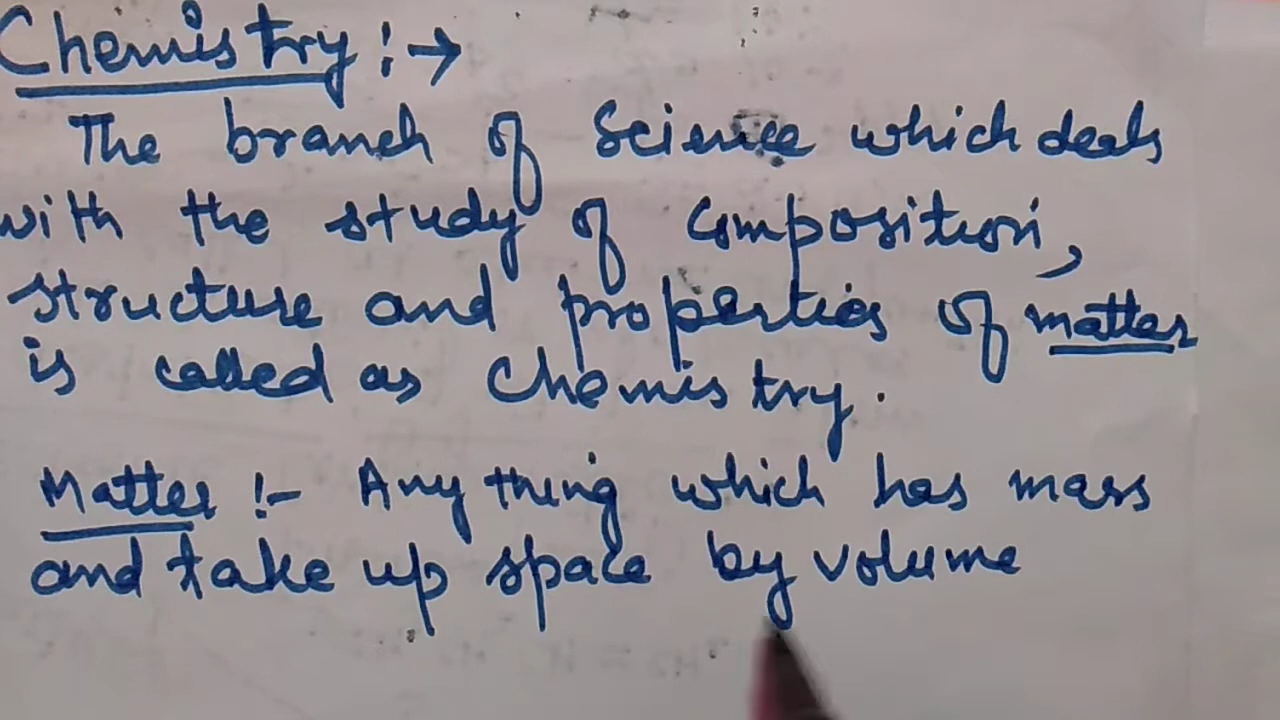 Chemistry :→
The branch of Science which deals
with the study of composition,
structure and properties of matter
is called as Chemistry.
Matter :- Any thing which has mass
and take up space by volume